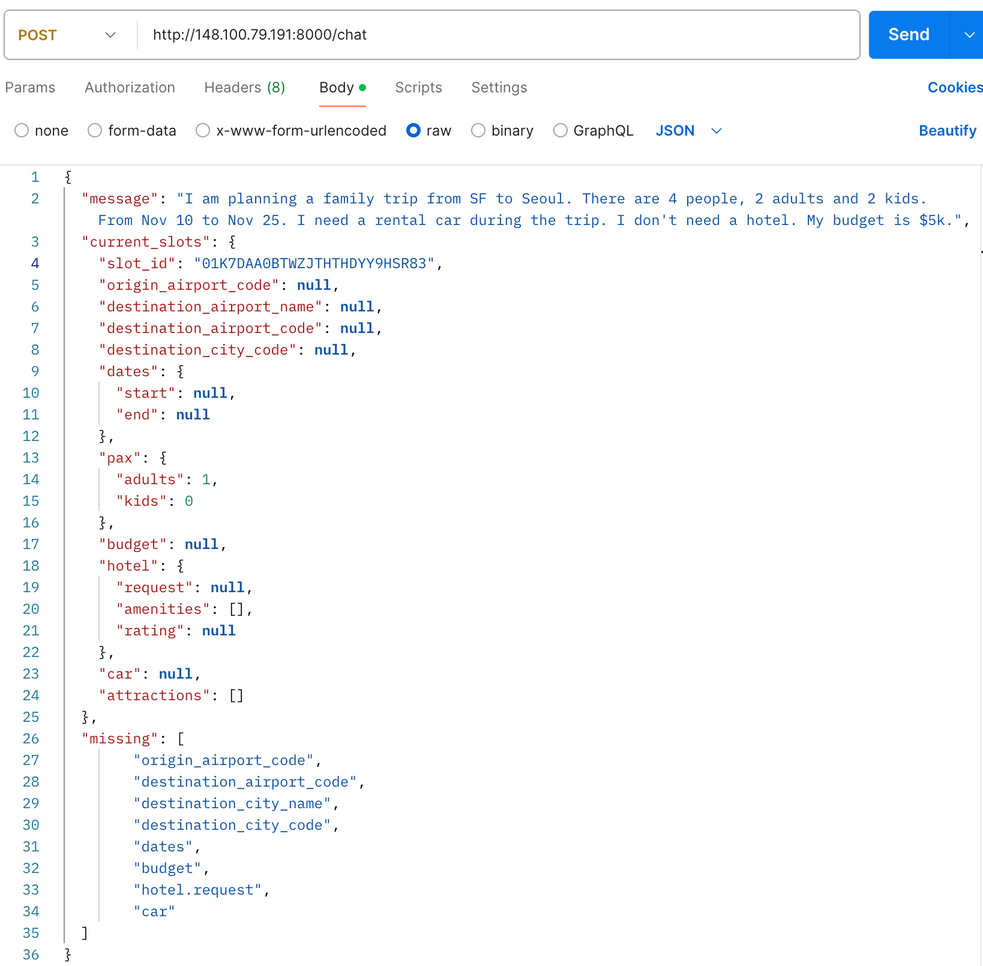 POST http://148.100.79.191:8000/chat Send
Params Authorization Headers (8) Body Scripts Settings Cookies
none form-data x-www-form-urlencoded raw binary GraphQL JSON Beautify
1 {
2 "message": "I am planning a family trip from SF to Seoul. There are 4 people, 2 adults and 2 kids.
From Nov 10 to Nov 25. I need a rental car during the trip. I don't need a hotel. My budget is $5k.",
3 "current_slots": {
4 "slot_id": "01K7DAA0BTWZJTHTHDYY9HSR83",
5 "origin_airport_code": null,
6 "destination_airport_name": null,
7 "destination_airport_code": null,
8 "destination_city_code": null,
9 "dates": {
10 "start": null,
11 "end": null
12 },
13 "pax": {
14 "adults": 1,
15 "kids": 0
16 },
17 "budget": null,
18 "hotel": {
19 "request": null,
20 "amenities": [],
21 "rating": null
22 },
23 "car": null,
24 "attractions": []
25 },
26 "missing": [
27 "origin_airport_code",
28 "destination_airport_code",
29 "destination_city_name",
30 "destination_city_code",
31 "dates",
32 "budget",
33 "hotel.request",
34 "car"
35 ]
36 }